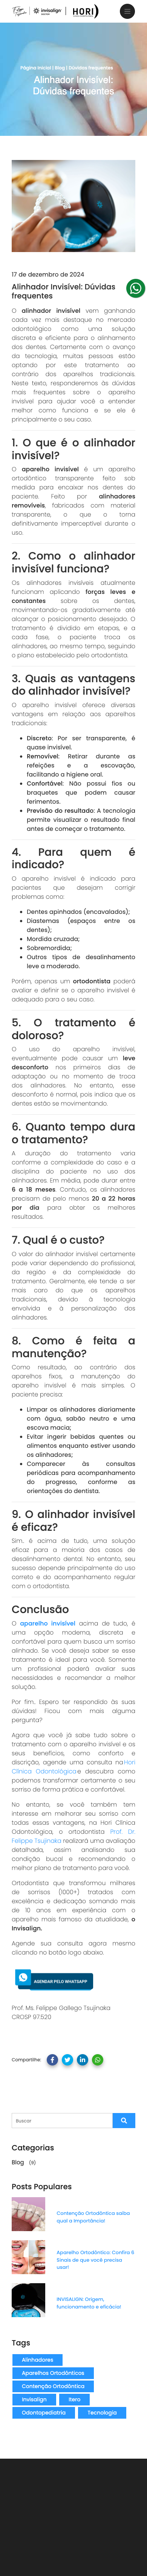 invisalign
HORI
Página inicial | Blog | Dúvidas frequentes
Alinhador Invisível:
Dúvidas frequentes
17 de dezembro de 2024
Alinhador Invisível: Dúvidas
frequentes
O alinhador invisível vem ganhando
cada vez mais destaque no mercado
odontológico como uma solução
discreta e eficiente para o alinhamento
dos dentes. Certamente com o avanço
da tecnologia, muitas pessoas estão
optando por este tratamento ao
contrário dos aparelhos tradicionais.
Neste texto, responderemos às dúvidas
mais frequentes sobre o aparelho
invisível para ajudar você a entender
melhor como funciona e se ele é
principalmente o seu caso.
1. O que é o alinhador
invisível?
O aparelho invisível é um aparelho
ortodôntico transparente feito sob
medida para encaixar nos dentes do
paciente. Feito por alinhadores
removíveis, fabricados com material
transparente, o que o torna
definitivamente imperceptível durante o
uso.
2. Como o alinhador
invisível funciona?
Os alinhadores invisíveis atualmente
funcionam aplicando forças leves e
constantes sobre os dentes,
movimentando-os gradualmente até
alcançar o posicionamento desejado. O
tratamento é dividido em etapas, e a
cada fase, o paciente troca os
alinhadores, ao mesmo tempo, seguindo
o plano estabelecido pelo ortodontista.
3. Quais as vantagens
do alinhador invisível?
O aparelho invisível oferece diversas
vantagens em relação aos aparelhos
tradicionais:
Discreto: Por ser transparente, é
quase invisível.
Removível: Retirar durante as
refeições e a escovação,
facilitando a higiene oral.
Confortável: Não possui fios ou
braquetes que podem causar
ferimentos.
Previsão do resultado: A tecnologia
permite visualizar o resultado final
antes de começar o tratamento.
4. Para quem é
indicado?
O aparelho invisível é indicado para
pacientes que desejam corrigir
problemas como:
Dentes apinhados (encavalados);
Diastemas (espaços entre os
dentes);
Mordida cruzada;
Sobremordida;
Outros tipos de desalinhamento
leve a moderado.
Porém, apenas um ortodontista poderá
avaliar e definir se o aparelho invisível é
adequado para o seu caso.
5. O tratamento é
doloroso?
O uso do aparelho invisível,
eventualmente pode causar um leve
desconforto nos primeiros dias de
adaptação ou no momento de troca
dos alinhadores. No entanto, esse
desconforto é normal, pois indica que os
dentes estão se movimentando.
6. Quanto tempo dura
o tratamento?
A duração do tratamento varia
conforme a complexidade do caso e a
disciplina do paciente no uso dos
alinhadores. Em média, pode durar entre
6 a 18 meses. Contudo, os alinhadores
precisam de pelo menos 20 a 22 horas
por dia para obter os melhores
resultados.
7. Qual é o custo?
O valor do alinhador invisível certamente
pode variar dependendo do profissional,
da região e da complexidade do
tratamento. Geralmente, ele tende a ser
mais caro do que os aparelhos
tradicionais, devido à tecnologia
envolvida e à personalização dos
alinhadores.
8. Como é feita a
manutenção?
Como resultado, ao contrário dos
aparelhos fixos, a manutenção do
aparelho invisível é mais simples. O
paciente precisa:
Limpar os alinhadores diariamente
com água, sabão neutro e uma
escova macia;
Evitar ingerir bebidas quentes ou
alimentos enquanto estiver usando
os alinhadores;
Comparecer às consultas
periódicas para acompanhamento
do progresso, conforme as
orientações do dentista.
9. O alinhador invisível
é eficaz?
Sim, é acima de tudo, uma solução
eficaz para a maioria dos casos de
desalinhamento dental. No entanto, seu
sucesso depende principalmente do uso
correto e do acompanhamento regular
com o ortodontista.
Conclusão
O aparelho invisível acima de tudo, é
uma opção moderna, discreta e
confortável para quem busca um sorriso
alinhado. Se você deseja saber se esse
tratamento é ideal para você. Somente
um profissional poderá avaliar suas
necessidades e recomendar a melhor
solução.
Por fim... Espero ter respondido às suas
dúvidas! Ficou com mais alguma
pergunta?
Agora que você já sabe tudo sobre o
tratamento com o aparelho invisível e os
seus benefícios, como conforto e
discrição, agende uma consulta na Hori
Clínica Odontológica e descubra como
podemos transformar certamente o seu
sorriso de forma prática e confortável.
No entanto, se você também tem
interesse em melhorar seu sorriso com
todas essas vantagens, na Hori Clínica
Odontológica, o ortodontista Prof. Dr.
Felippe Tsujinaka realizará uma avaliação
detalhada, assim analisando sua
condição bucal e recomendando o
melhor plano de tratamento para você.
Ortodontista que transformou milhares
de sorrisos (1000+) tratados com
excelência e dedicação somando mais
de 10 anos em experiência com o
aparelho mais famoso da atualidade, o
Invisalign.
Agende sua consulta agora mesmo
clicando no botão logo abaixo.
AGENDAR PELO WHATSAPP
Prof. Ms. Felippe Gallego Tsujinaka
CROSP 97.520
Compartilhe:
Buscar
Categorias
Blog (9)
Posts Populares
Contenção Ortodôntica saiba
qual a importância!
Aparelho Ortodôntico: Confira 6
Sinais de que você precisa
usar!
INVISALIGN: Origem,
funcionamento e eficácia!
Tags
Alinhadores
Aparelhos Ortodônticos
Contenção Ortodôntica
Invisalign
Itero
Odontopediatria
Tecnologia